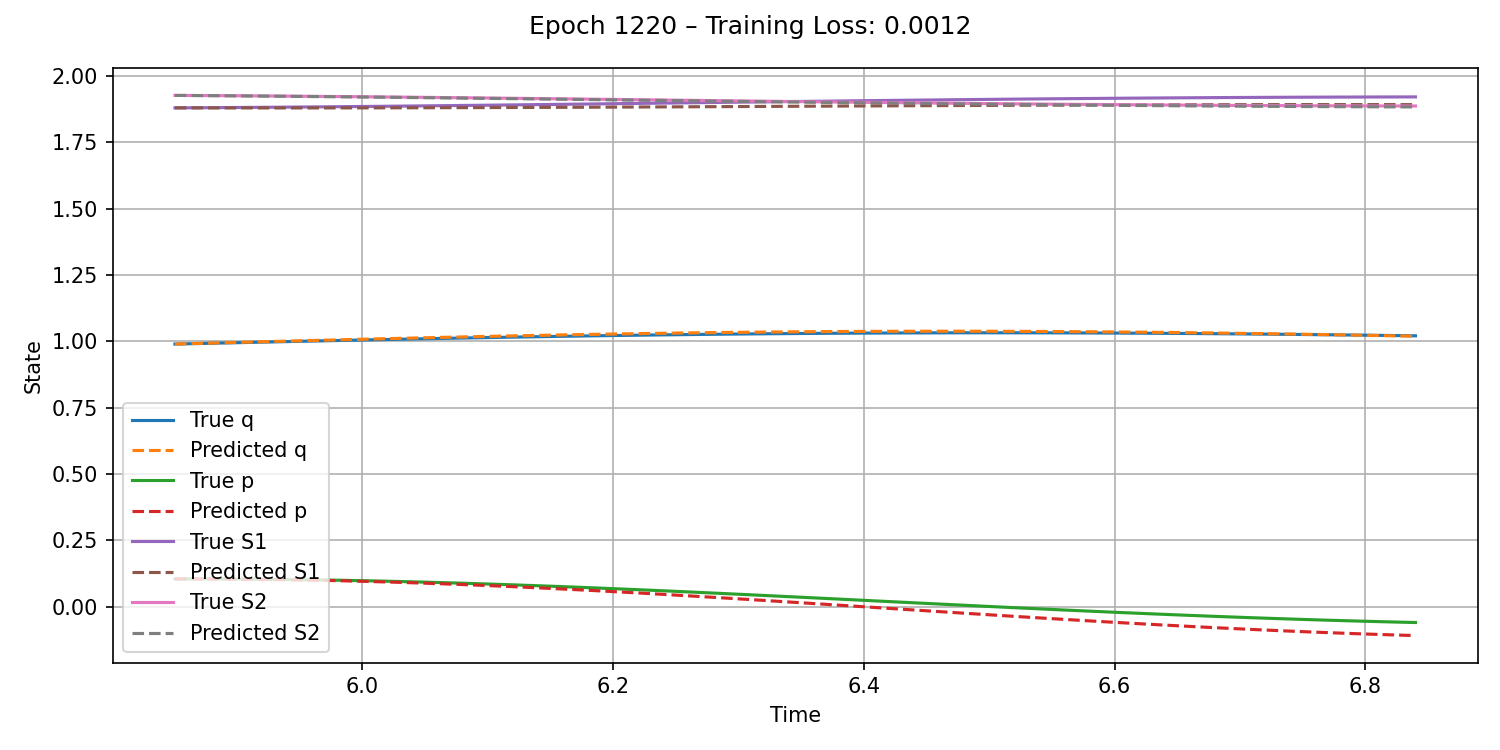 Epoch 1220 – Training Loss: 0.0012
2.00
1.75
1.50
1.25
1.00
0.75
0.50
0.25
0.00
State
True q
Predicted q
True p
Predicted p
True S1
Predicted S1
True S2
Predicted S2
6.0 6.2 6.4 6.6 6.8
Time